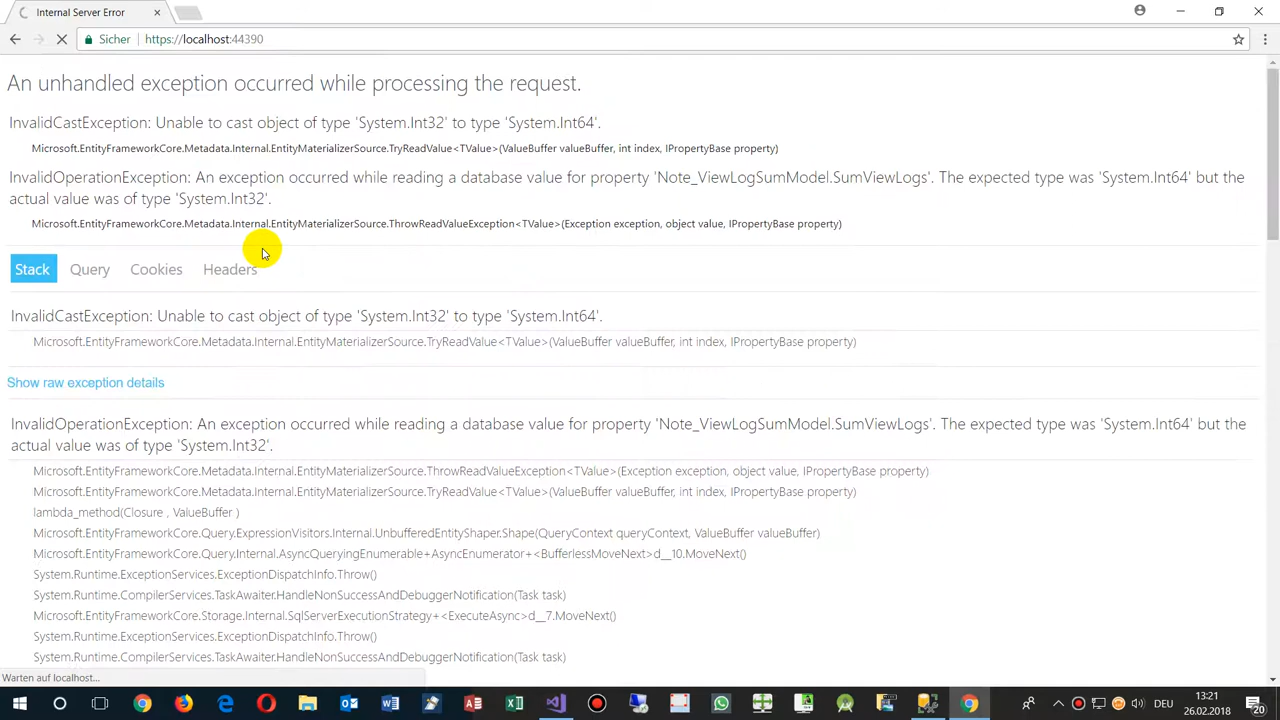 Internal Server Error
Sicher https://localhost:44390
An unhandled exception occurred while processing the request.
InvalidCastException: Unable to cast object of type 'System.Int32' to type 'System.Int64'.
Microsoft.EntityFrameworkCore.Metadata.Internal.EntityMaterializerSource.TryReadValue<TValue>(ValueBuffer valueBuffer, int index, IPropertyBase property)
InvalidOperationException: An exception occurred while reading a database value for property 'Note_ViewLogSumModel.SumViewLogs'. The expected type was 'System.Int64' but the
actual value was of type 'System.Int32'.
Microsoft.EntityFrameworkCore.Metadata.Internal.EntityMaterializerSource.ThrowReadValueException<TValue>(Exception exception, object value, IPropertyBase property)
Stack Query Cookies Headers
InvalidCastException: Unable to cast object of type 'System.Int32' to type 'System.Int64'.
Microsoft.EntityFrameworkCore.Metadata.Internal.EntityMaterializerSource.TryReadValue<TValue>(ValueBuffer valueBuffer, int index, IPropertyBase property)
Show raw exception details
InvalidOperationException: An exception occurred while reading a database value for property 'Note_ViewLogSumModel.SumViewLogs'. The expected type was 'System.Int64' but the
actual value was of type 'System.Int32'.
Microsoft.EntityFrameworkCore.Metadata.Internal.EntityMaterializerSource.ThrowReadValueException<TValue>(Exception exception, object value, IPropertyBase property)
Microsoft.EntityFrameworkCore.Metadata.Internal.EntityMaterializerSource.TryReadValue<TValue>(ValueBuffer valueBuffer, int index, IPropertyBase property)
lambda_method(Closure , ValueBuffer )
Microsoft.EntityFrameworkCore.Query.ExpressionVisitors.Internal.UnbufferedEntityShaper.Shape(QueryContext queryContext, ValueBuffer valueBuffer)
Microsoft.EntityFrameworkCore.Query.Internal.AsyncQueryingEnumerable+AsyncEnumerator+<BufferlessMoveNext>d__10.MoveNext()
System.Runtime.ExceptionServices.ExceptionDispatchInfo.Throw()
System.Runtime.CompilerServices.TaskAwaiter.HandleNonSuccessAndDebuggerNotification(Task task)
Microsoft.EntityFrameworkCore.Storage.Internal.SqlServerExecutionStrategy+<ExecuteAsync>d__7.MoveNext()
System.Runtime.ExceptionServices.ExceptionDispatchInfo.Throw()
System.Runtime.CompilerServices.TaskAwaiter.HandleNonSuccessAndDebuggerNotification(Task task)
Warten auf localhost...
DEU
13:21
26.02.2018
20